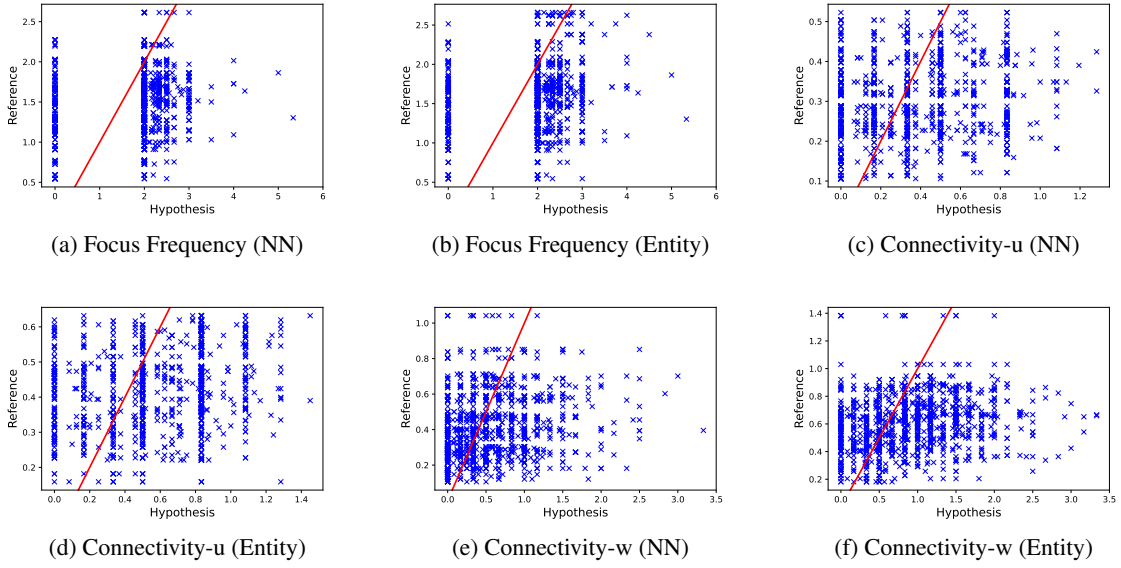 2.5
2.0
1.5
1.0
0.5
Reference
0 1 2 3 4 5 6
Hypothesis
(a) Focus Frequency (NN)
2.5
2.0
1.5
1.0
0.5
Reference
0 1 2 3 4 5 6
Hypothesis
(b) Focus Frequency (Entity)
0.5
0.4
0.3
0.2
0.1
Reference
0.0 0.2 0.4 0.6 0.8 1.0 1.2
Hypothesis
(c) Connectivity-u (NN)
0.6
0.5
0.4
0.3
0.2
Reference
0.0 0.2 0.4 0.6 0.8 1.0 1.2 1.4
Hypothesis
(d) Connectivity-u (Entity)
1.0
0.8
0.6
0.4
0.2
Reference
0.0 0.5 1.0 1.5 2.0 2.5 3.0 3.5
Hypothesis
(e) Connectivity-w (NN)
1.4
1.2
1.0
0.8
0.6
0.4
0.2
Reference
0.0 0.5 1.0 1.5 2.0 2.5 3.0 3.5
Hypothesis
(f) Connectivity-w (Entity)